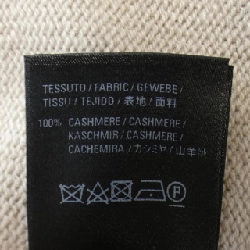 TESSUTO / FABRIC / GEWEBE /
TISSU / TEJIDO / 表地 / 面料
100% CASHMERE / CASHMERE /
KASCHMIR / CASHMERE /
CACHEMIRA / カシミヤ / 山羊绒